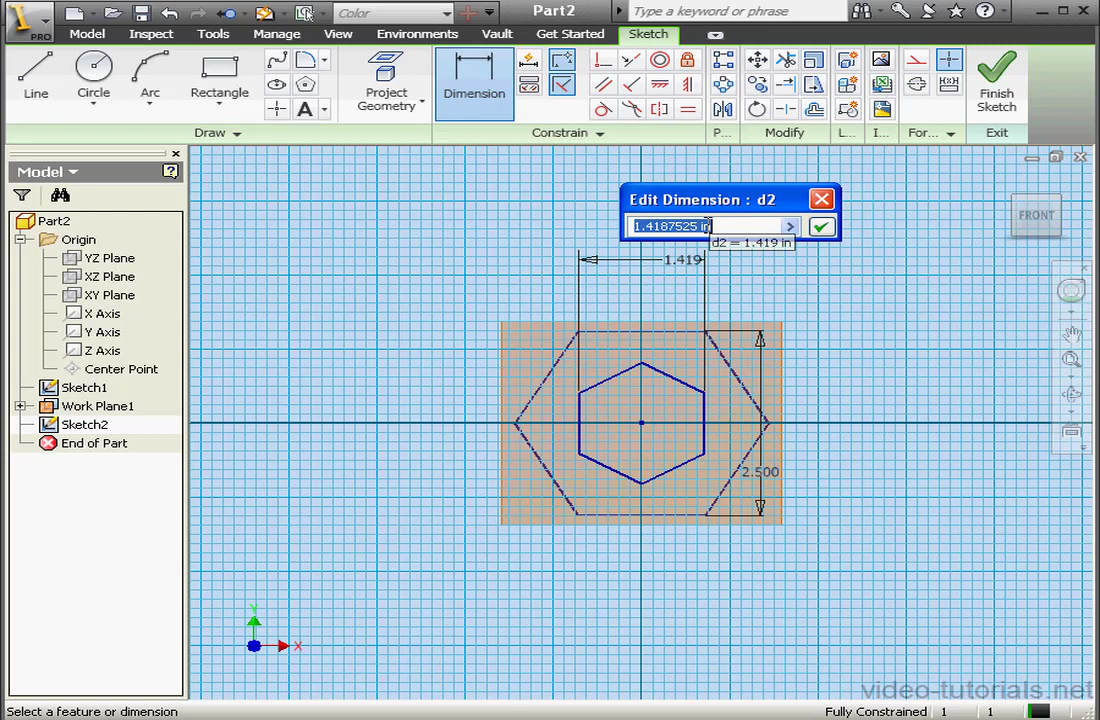 Color
Part2
Type a keyword or phrase
PRO
Model
Inspect
Tools
Manage
View
Environments
Vault
Get Started
Sketch
Line
Circle
Arc
Rectangle
A
Project
Geometry
Dimension
Finish
Sketch
Draw
Constrain
P...
Modify
L...
I...
For...
Exit
Model
Part2
Origin
YZ Plane
XZ Plane
XY Plane
X Axis
Y Axis
Z Axis
Center Point
Sketch1
Work Plane1
Sketch2
End of Part
Edit Dimension : d2
1.4187525 in
d2 = 1.419 in
1.419
2.500
FRONT
Y
X
video-tutorials.net
Select a feature or dimension
Fully Constrained
1
1